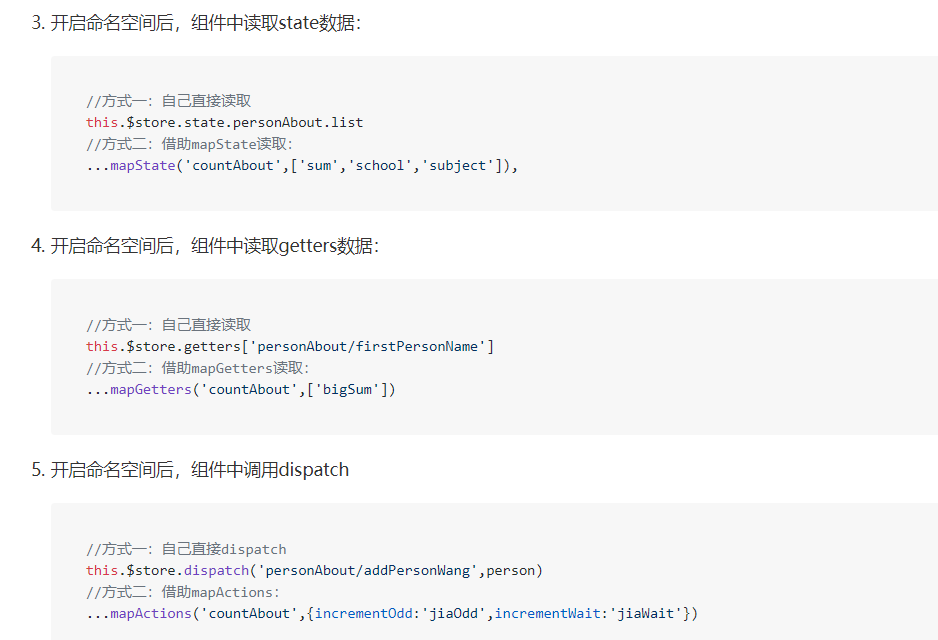 3. 开启命名空间后，组件中读取state数据：
//方式一：自己直接读取
this.$store.state.personAbout.list
//方式二：借助mapState读取：
...mapState('countAbout',['sum','school','subject']),
4. 开启命名空间后，组件中读取getters数据：
//方式一：自己直接读取
this.$store.getters['personAbout/firstPersonName']
//方式二：借助mapGetters读取：
...mapGetters('countAbout',['bigSum'])
5. 开启命名空间后，组件中调用dispatch
//方式一：自己直接dispatch
this.$store.dispatch('personAbout/addPersonWang',person)
//方式二：借助mapActions：
...mapActions('countAbout',{incrementOdd:'jiaOdd',incrementWait:'jiaWait'})